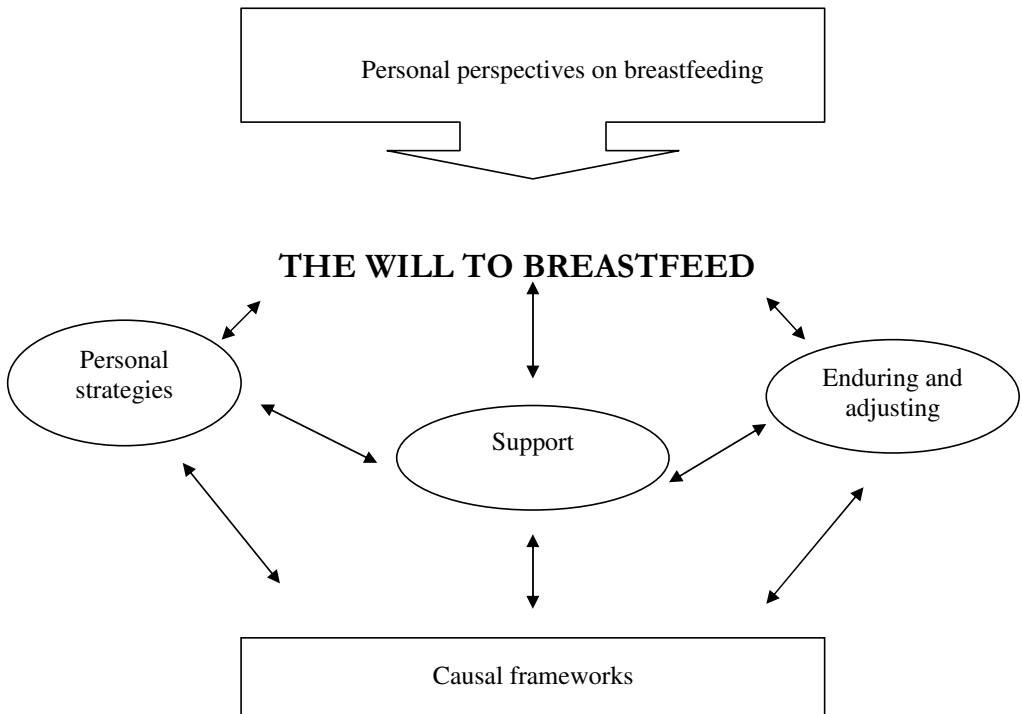 Personal perspectives on breastfeeding
THE WILL TO BREASTFEED
Personal
strategies
Support
Enduring and
adjusting
Causal frameworks